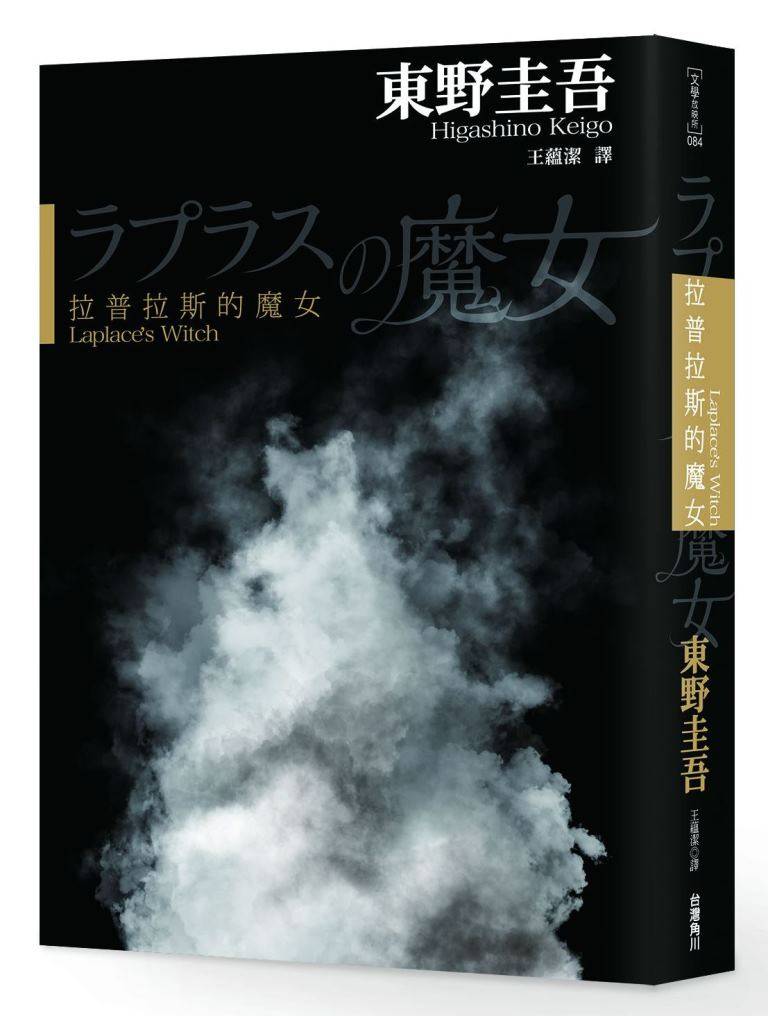 東野圭吾
Higashino Keigo
王蘊潔 譯
ラプラスの魔女
拉普拉斯的魔女
Laplace's Witch
[文學放映所]
084
ラプ
拉普拉斯的魔女
Laplace's Witch
魔女
東野圭吾
王蘊潔◎譯
台灣角川